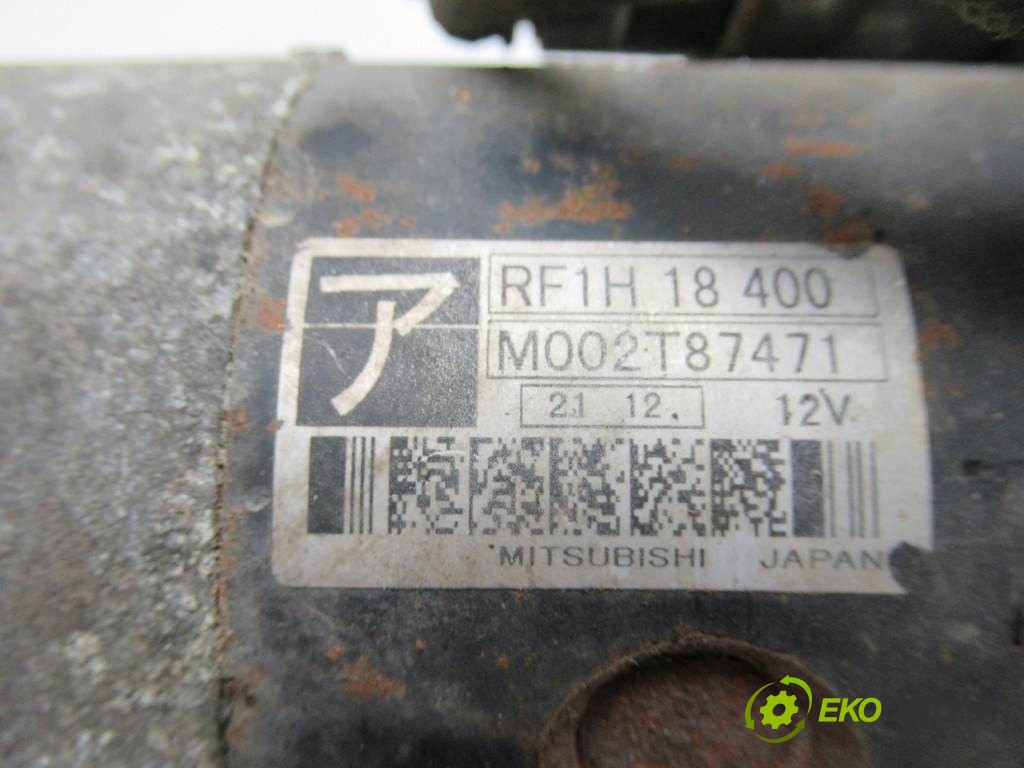 ア
RF1H 18 400
M002T87471
21 12.
12V
MITSUBISHI JAPAN
EKO